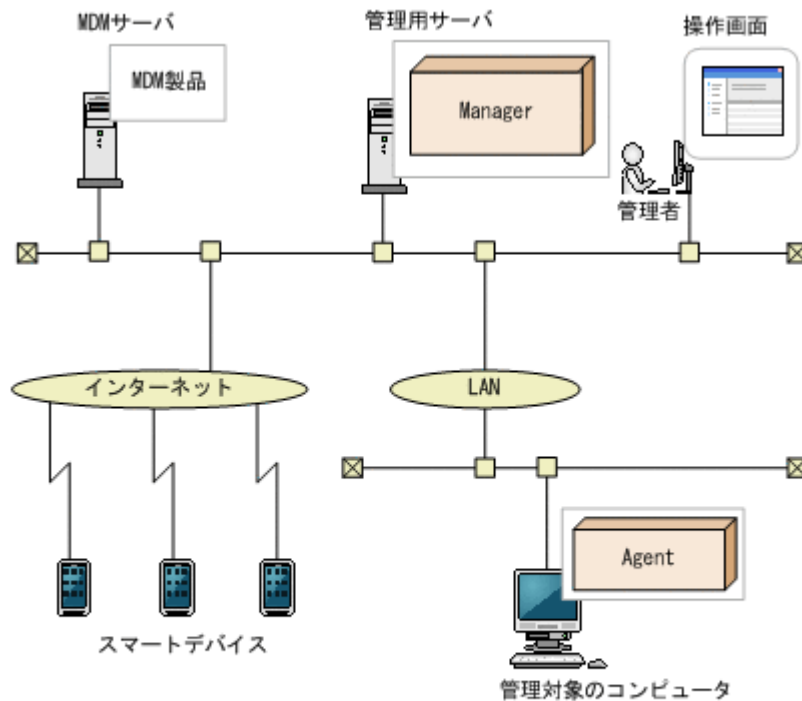 MDMサーバ
管理用サーバ
操作画面
MDM製品
Manager
管理者
インターネット
LAN
Agent
スマートデバイス
管理対象のコンピュータ